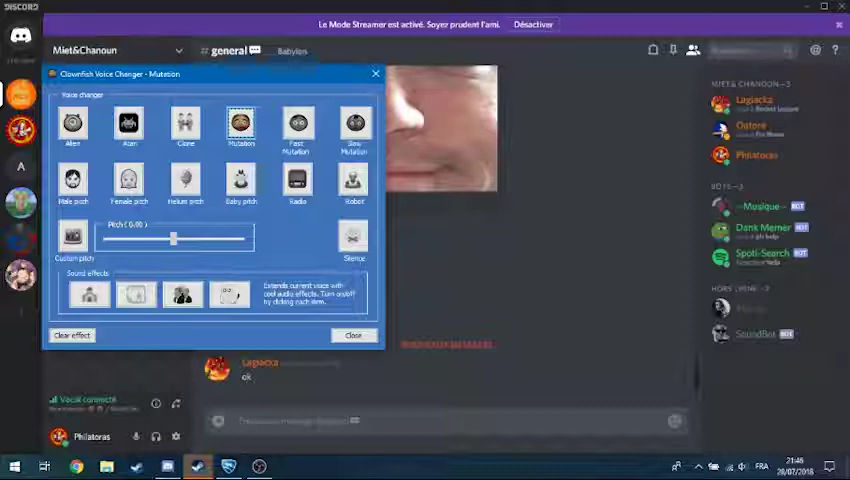 DISCORD
Le Mode Streamer est activé. Soyez prudent l'ami.
Désactiver
Miet&Chanoun
# general
Babylon
Clownfish Voice Changer - Mutation
Voice changer
Alien
Atari
Clone
Mutation
Fast Mutation
Slow Mutation
Male pitch
Female pitch
Helium pitch
Baby pitch
Radio
Robot
Pitch ( 0.00 )
Custom pitch
Silence
Sound effects
Extends current voice with
cool audio effects. Turn on/off
by clicking each item.
Clear effect
Close
Lagiacka
ok
Vocal connecté
Philatoras
MIET & CHANOUN—3
Lagiacka
Philatoras
BOTS—3
--Musique--
BOT
Dank Memer
BOT
Spoti-Search
BOT
HORS LIGNE—2
SoundBot
BOT
A
FRA
21:46
28/07/2018